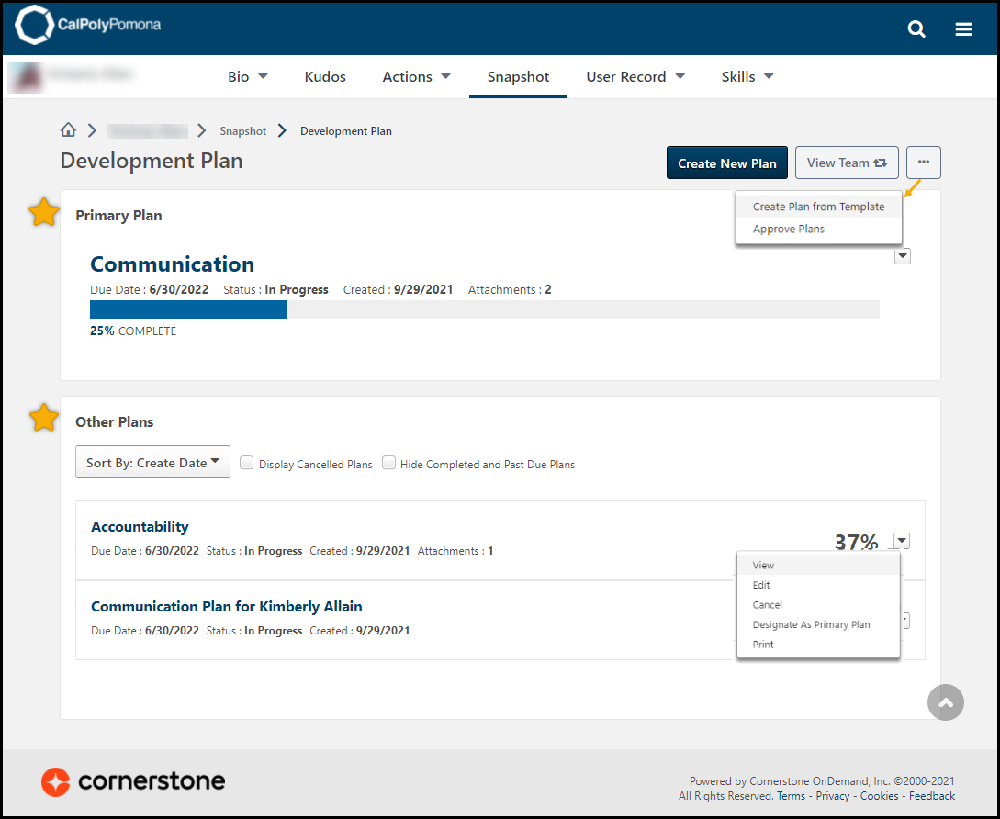 CalPolyPomona
Bio Kudos Actions Snapshot User Record Skills
Snapshot Development Plan
Development Plan
Create New Plan View Team ...
Create Plan from Template
Approve Plans
Primary Plan
Communication
Due Date : 6/30/2022 Status : In Progress Created : 9/29/2021 Attachments : 2
25% COMPLETE
Other Plans
Sort By: Create Date Display Cancelled Plans Hide Completed and Past Due Plans
Accountability
37%
Due Date : 6/30/2022 Status : In Progress Created : 9/29/2021 Attachments : 1
View
Edit
Cancel
Designate As Primary Plan
Print
Communication Plan for Kimberly Allain
Due Date : 6/30/2022 Status : In Progress Created : 9/29/2021
cornerstone
Powered by Cornerstone OnDemand, Inc. ©2000-2021
All Rights Reserved. Terms - Privacy - Cookies - Feedback